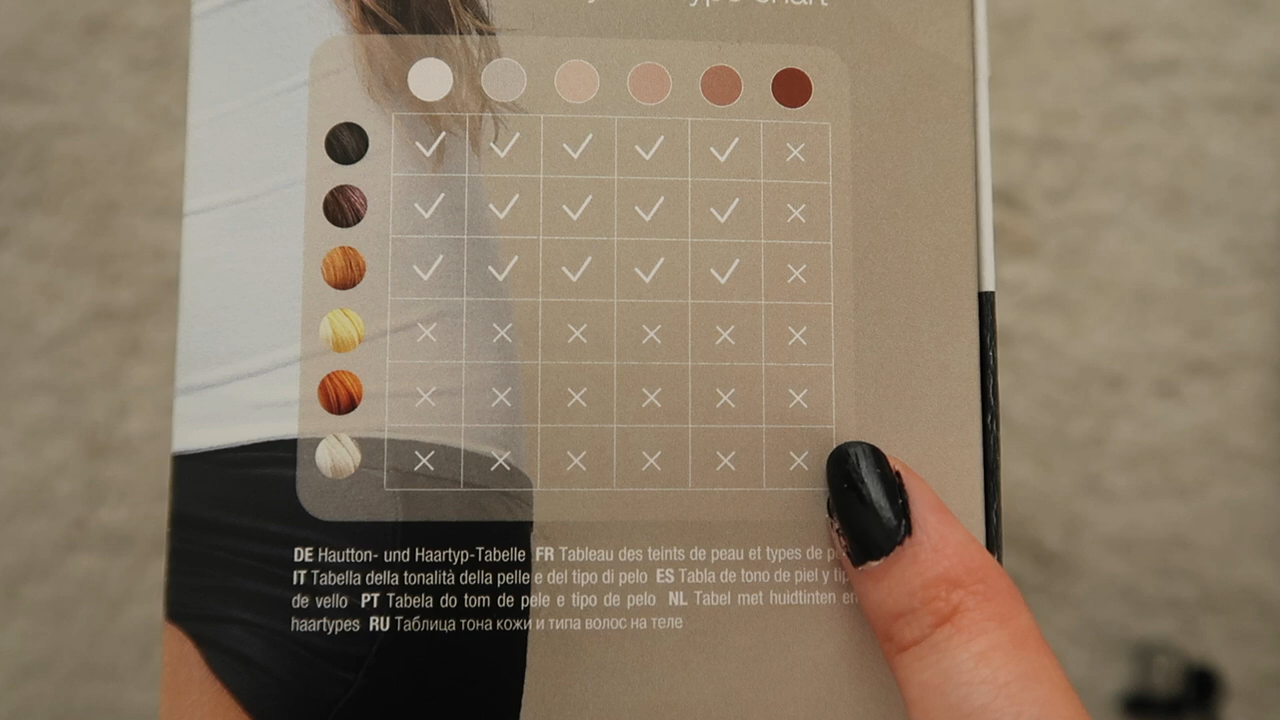 chart
DE Hautton- und Haartyp-Tabelle FR Tableau des teints de peau et types de
IT Tabella della tonalità della pelle e del tipo di pelo ES Tabla de tono de piel y
de vello PT Tabela do tom de pele e tipo de pelo NL Tabel met huidtinten
haartypes RU Таблица тона кожи и типа волос на теле